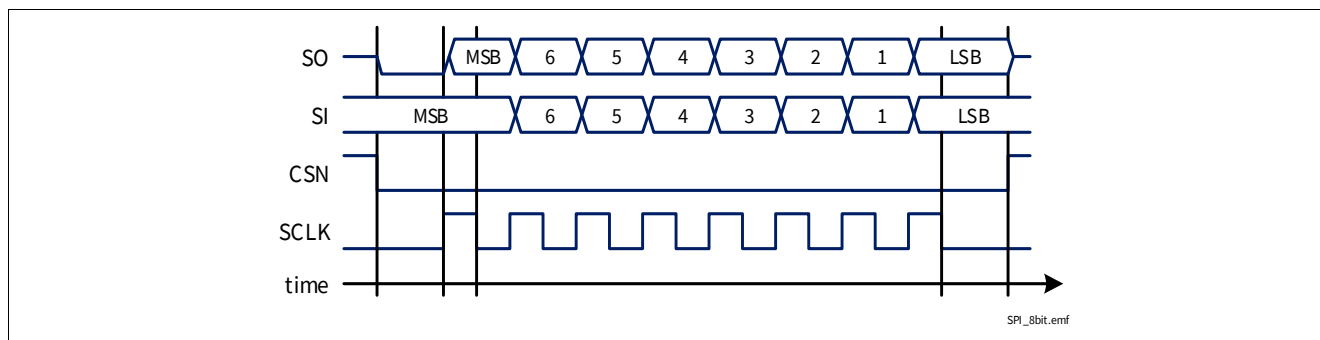 SO MSB 6 5 4 3 2 1 LSB
SI MSB 6 5 4 3 2 1 LSB
CSN
SCLK
time
SPI_8bit.emf